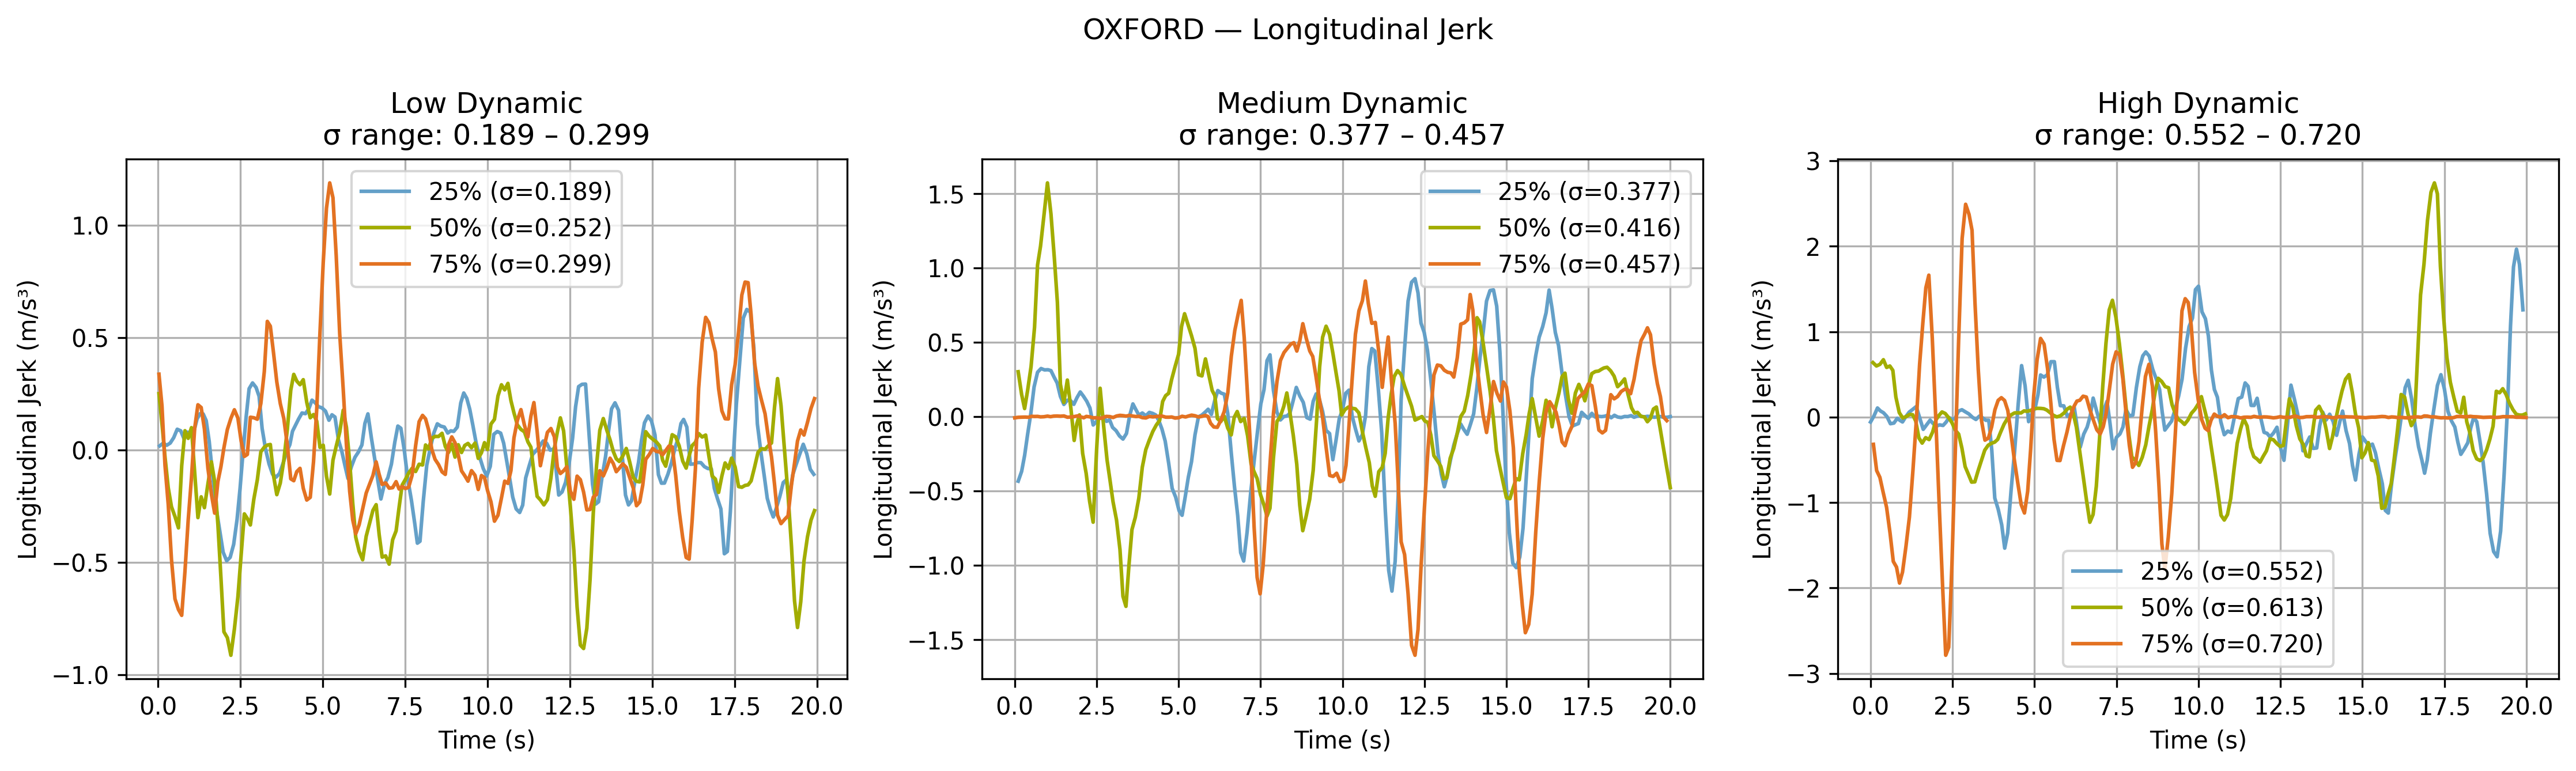 OXFORD — Longitudinal Jerk
Low Dynamic
σ range: 0.189 – 0.299
25% (σ=0.189)
50% (σ=0.252)
75% (σ=0.299)
Longitudinal Jerk (m/s³)
1.0
0.5
0.0
−0.5
−1.0
0.0 2.5 5.0 7.5 10.0 12.5 15.0 17.5 20.0
Time (s)
Medium Dynamic
σ range: 0.377 – 0.457
25% (σ=0.377)
50% (σ=0.416)
75% (σ=0.457)
Longitudinal Jerk (m/s³)
1.5
1.0
0.5
0.0
−0.5
−1.0
−1.5
0.0 2.5 5.0 7.5 10.0 12.5 15.0 17.5 20.0
Time (s)
High Dynamic
σ range: 0.552 – 0.720
Longitudinal Jerk (m/s³)
3
2
1
0
−1
−2
−3
25% (σ=0.552)
50% (σ=0.613)
75% (σ=0.720)
0.0 2.5 5.0 7.5 10.0 12.5 15.0 17.5 20.0
Time (s)